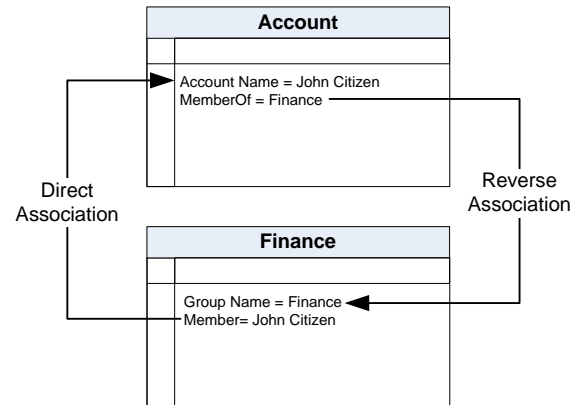 Account
Account Name = John Citizen
MemberOf = Finance
Direct
Association
Reverse
Association
Finance
Group Name = Finance
Member= John Citizen